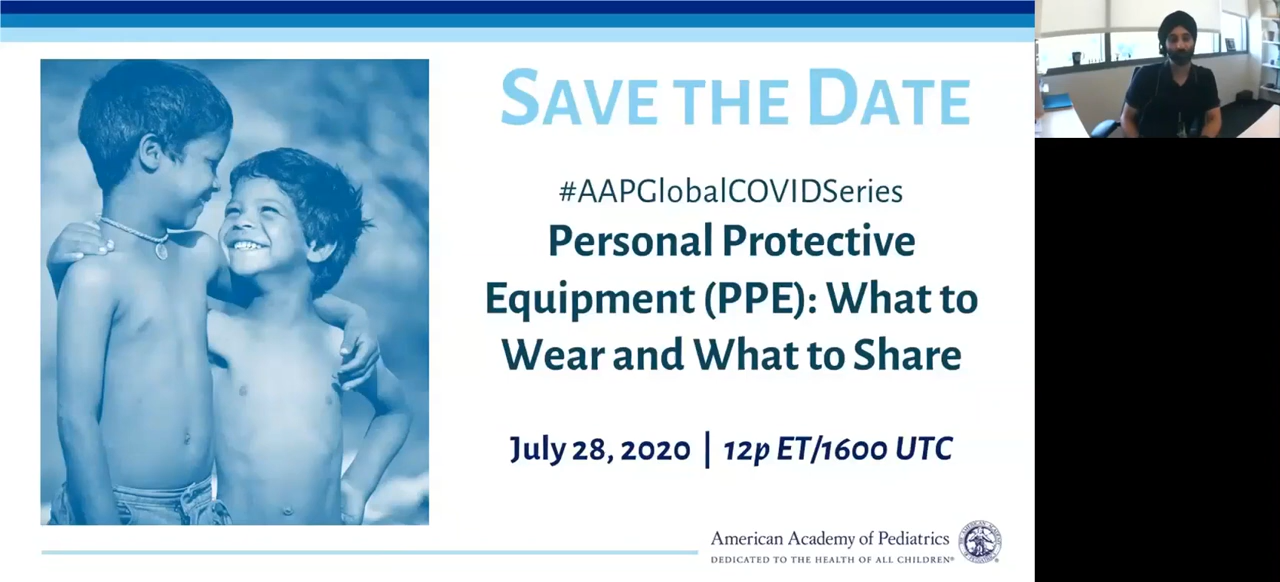 SAVE THE DATE
#AAPGlobalCOVIDSeries
Personal Protective
Equipment (PPE): What to
Wear and What to Share
July 28, 2020 | 12p ET/1600 UTC
American Academy of Pediatrics
DEDICATED TO THE HEALTH OF ALL CHILDREN®